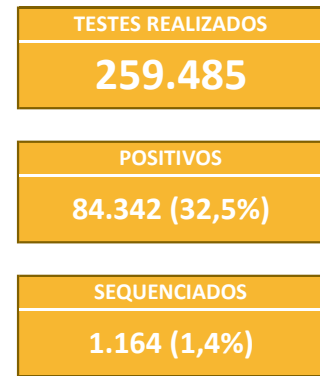 TESTES REALIZADOS
259.485
POSITIVOS
84.342 (32,5%)
SEQUENCIADOS
1.164 (1,4%)